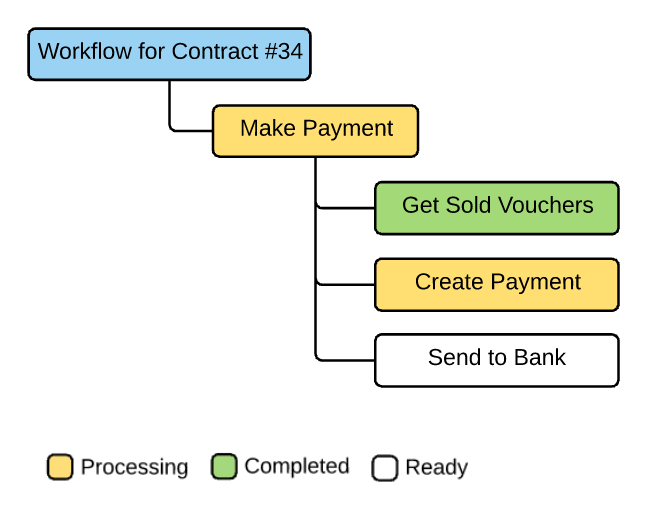 Workflow for Contract #34
Make Payment
Get Sold Vouchers
Create Payment
Send to Bank
Processing Completed Ready